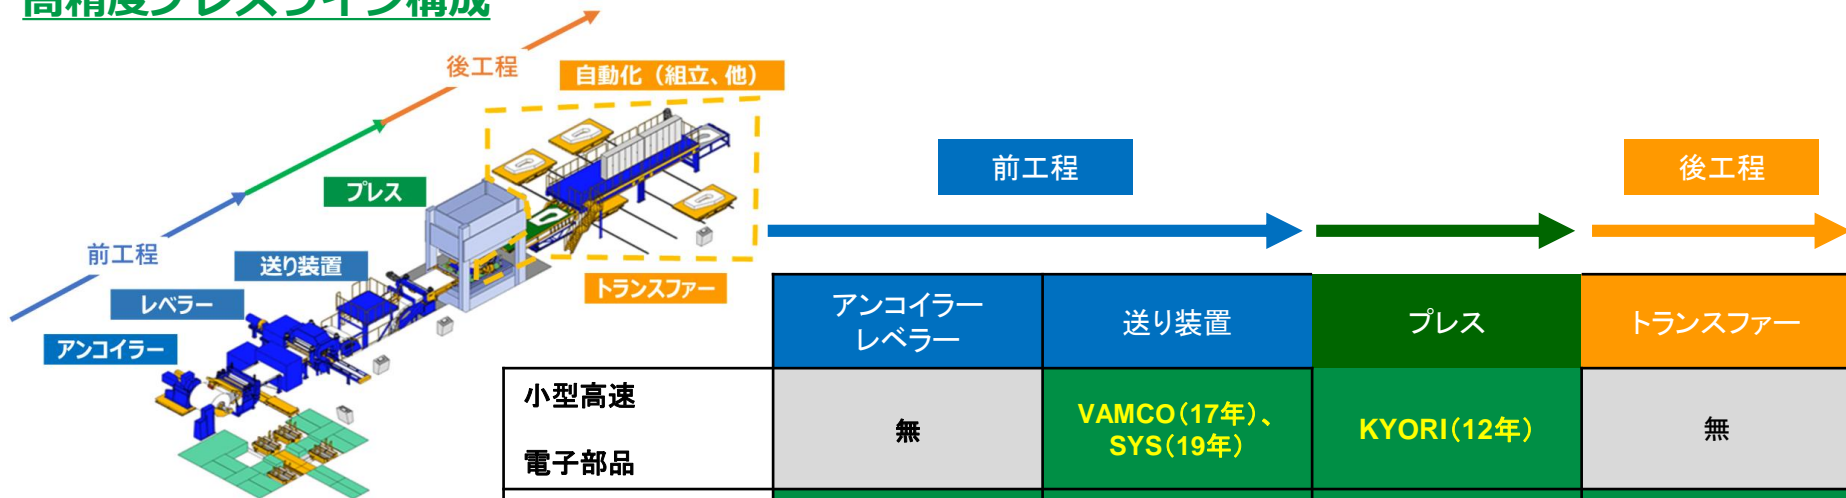 高精度プレスライン構成
後工程
自動化（組立、他）
前工程
後工程
プレス
前工程
送り装置
トランスファー
レベラー
アンコイラー
アンコイラー
レベラー
送り装置
プレス
トランスファー
小型高速
電子部品
無
VAMCO（17年）、
SYS（19年）
KYORI（12年）
無